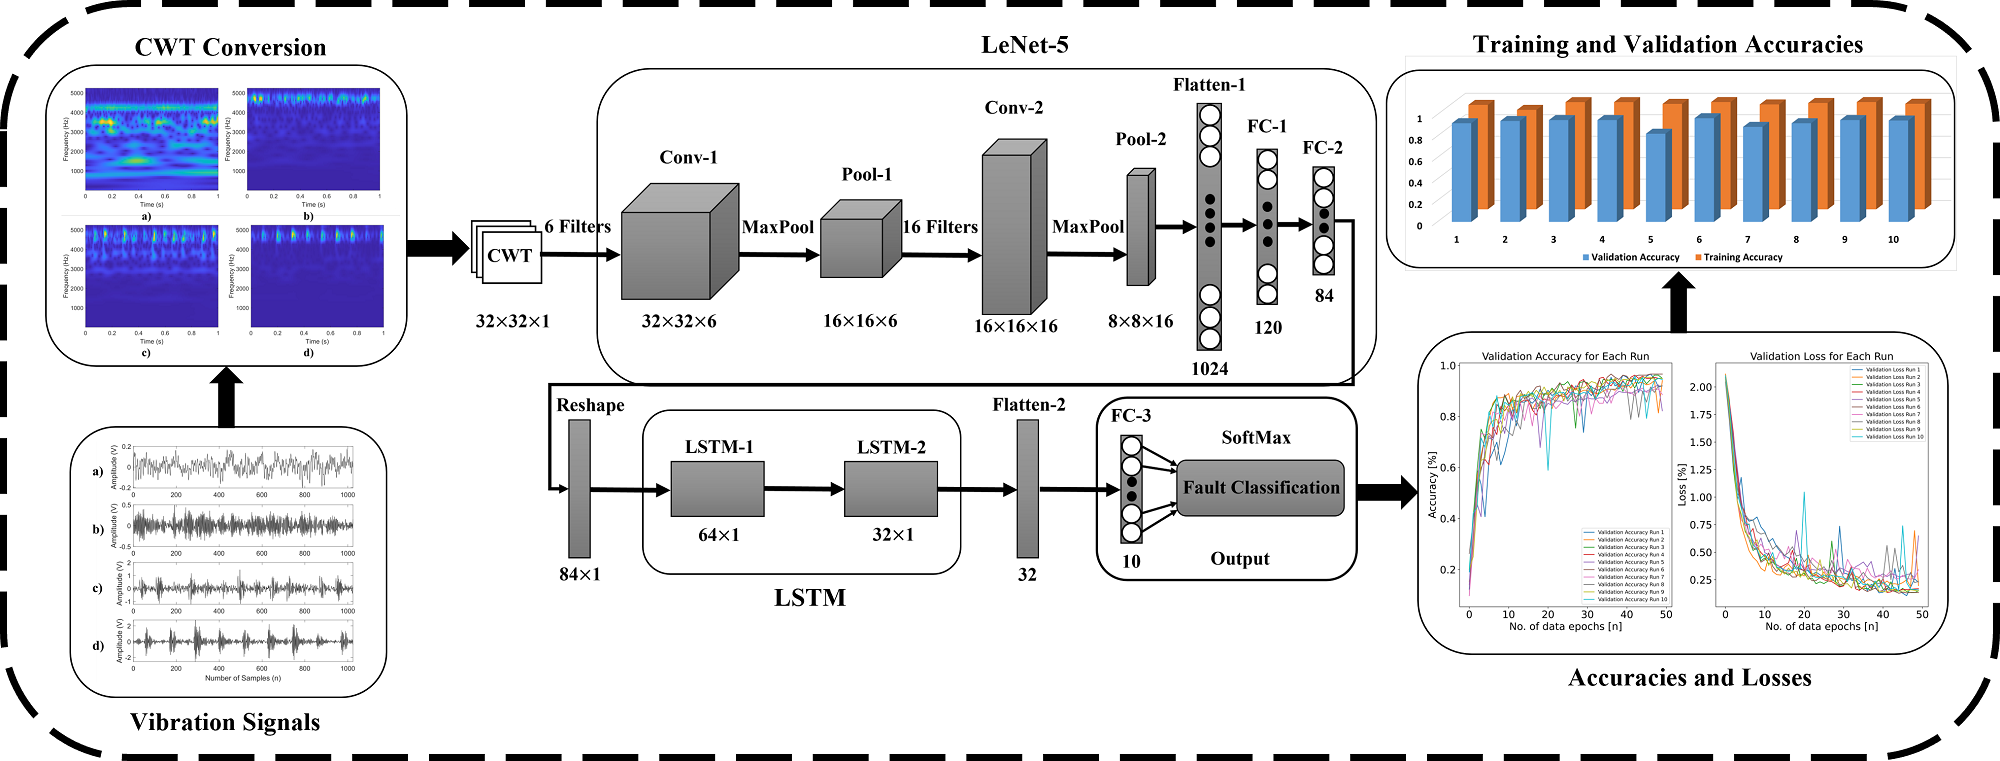 CWT Conversion
5000
4000
3000
2000
1000
Frequency (Hz)
0 0.2 0.4 0.6 0.8 1
Time (s)
a)
5000
4000
3000
2000
1000
Frequency (Hz)
0 0.2 0.4 0.6 0.8 1
Time (s)
b)
5000
4000
3000
2000
1000
Frequency (Hz)
0 0.2 0.4 0.6 0.8 1
Time (s)
c)
5000
4000
3000
2000
1000
Frequency (Hz)
0 0.2 0.4 0.6 0.8 1
Time (s)
d)
a)
Amplitude (V)
0.2
0
-0.2
0 200 400 600 800 1000
b)
Amplitude (V)
0.5
0
-0.5
0 200 400 600 800 1000
c)
Amplitude (V)
2
1
0
-1
0 200 400 600 800 1000
d)
Amplitude (V)
2
0
-2
0 200 400 600 800 1000
Number of Samples (n)
Vibration Signals
CWT
32×32×1
LeNet-5
6 Filters
Conv-1
32×32×6
MaxPool
Pool-1
16×16×6
16 Filters
Conv-2
16×16×16
MaxPool
Pool-2
8×8×16
Flatten-1
1024
FC-1
120
FC-2
84
Reshape
84×1
LSTM-1
64×1
LSTM-2
32×1
LSTM
Flatten-2
32
FC-3
10
SoftMax
Fault Classification
Output
Training and Validation Accuracies
1
0.8
0.6
0.4
0.2
0
1 2 3 4 5 6 7 8 9 10
Validation Accuracy Training Accuracy
Validation Accuracy for Each Run
Accuracy [%]
1.0
0.8
0.6
0.4
0.2
Validation Accuracy Run 1
Validation Accuracy Run 2
Validation Accuracy Run 3
Validation Accuracy Run 4
Validation Accuracy Run 5
Validation Accuracy Run 6
Validation Accuracy Run 7
Validation Accuracy Run 8
Validation Accuracy Run 9
Validation Accuracy Run 10
0 10 20 30 40 50
No. of data epochs [n]
Validation Loss for Each Run
Loss [%]
2.00
1.75
1.50
1.25
1.00
0.75
0.50
0.25
Validation Loss Run 1
Validation Loss Run 2
Validation Loss Run 3
Validation Loss Run 4
Validation Loss Run 5
Validation Loss Run 6
Validation Loss Run 7
Validation Loss Run 8
Validation Loss Run 9
Validation Loss Run 10
0 10 20 30 40 50
No. of data epochs [n]
Accuracies and Losses